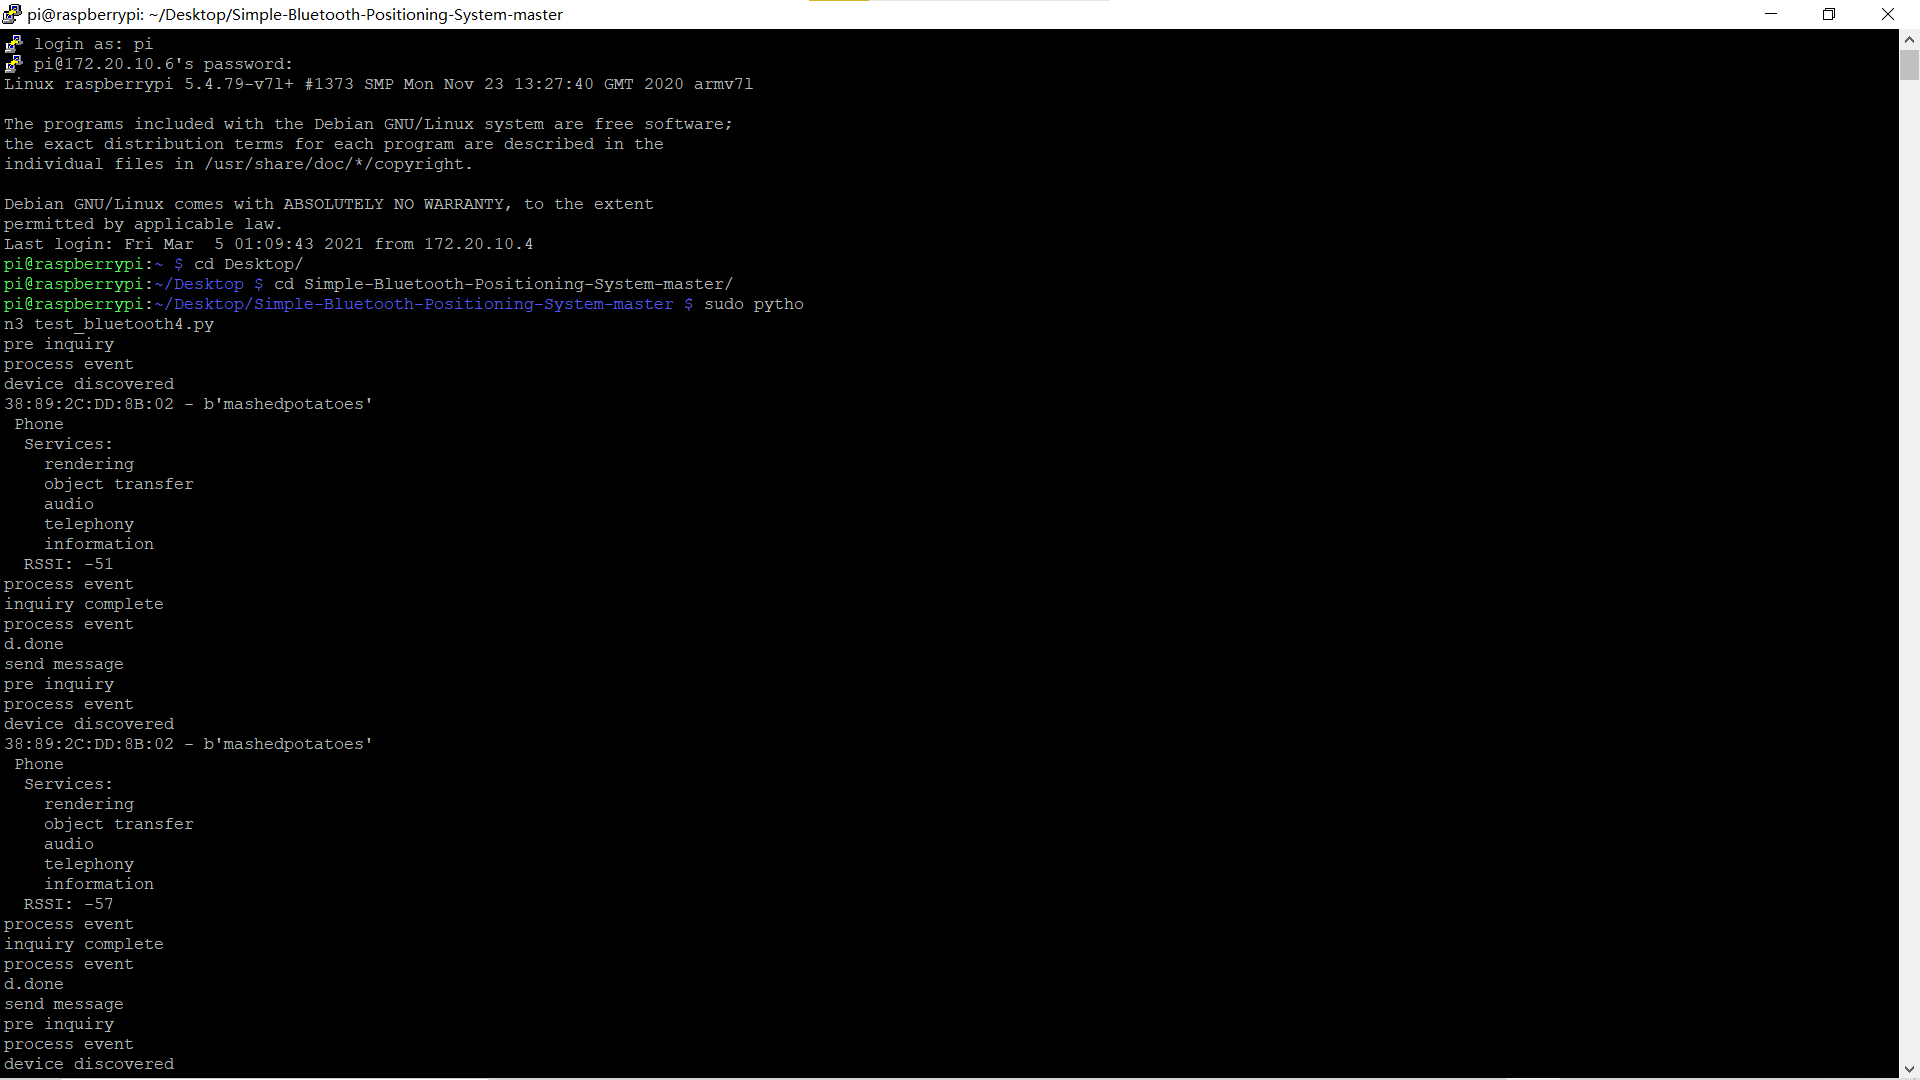 pi@raspberrypi: ~/Desktop/Simple-Bluetooth-Positioning-System-master
login as: pi
pi@172.20.10.6's password:
Linux raspberrypi 5.4.79-v7l+ #1373 SMP Mon Nov 23 13:27:40 GMT 2020 armv7l

The programs included with the Debian GNU/Linux system are free software;
the exact distribution terms for each program are described in the
individual files in /usr/share/doc/*/copyright.

Debian GNU/Linux comes with ABSOLUTELY NO WARRANTY, to the extent
permitted by applicable law.
Last login: Fri Mar  5 01:09:43 2021 from 172.20.10.4
pi@raspberrypi:~ $ cd Desktop/
pi@raspberrypi:~/Desktop $ cd Simple-Bluetooth-Positioning-System-master/
pi@raspberrypi:~/Desktop/Simple-Bluetooth-Positioning-System-master $ sudo pytho
n3 test_bluetooth4.py
pre inquiry
process event
device discovered
38:89:2C:DD:8B:02 - b'mashedpotatoes'
 Phone
  Services:
    rendering
    object transfer
    audio
    telephony
    information
  RSSI: -51
process event
inquiry complete
process event
d.done
send message
pre inquiry
process event
device discovered
38:89:2C:DD:8B:02 - b'mashedpotatoes'
 Phone
  Services:
    rendering
    object transfer
    audio
    telephony
    information
  RSSI: -57
process event
inquiry complete
process event
d.done
send message
pre inquiry
process event
device discovered